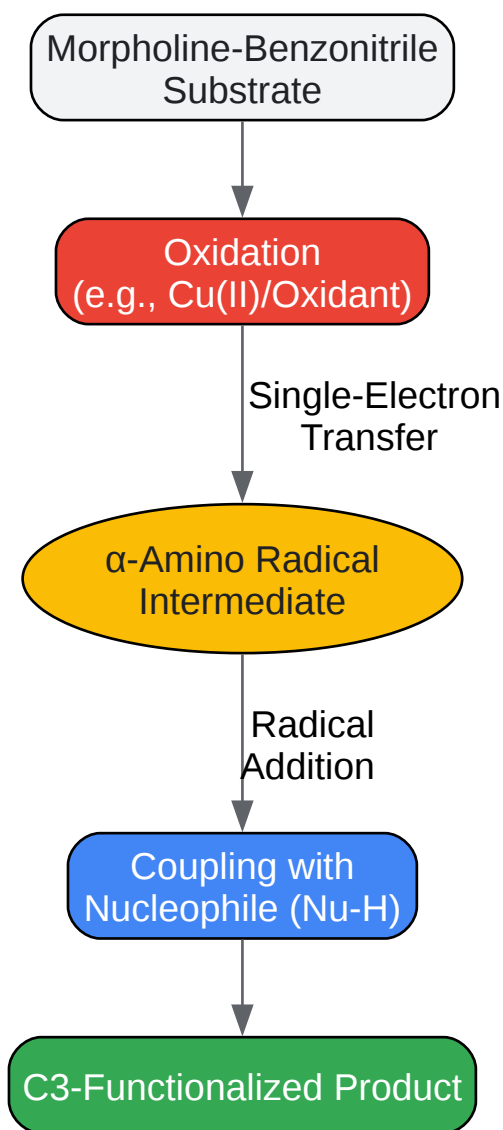 Morpholine-Benzonitrile
Substrate
Oxidation
(e.g., Cu(II)/Oxidant)
Single-Electron
Transfer
α-Amino Radical
Intermediate
Radical
Addition
Coupling with
Nucleophile (Nu-H)
C3-Functionalized Product